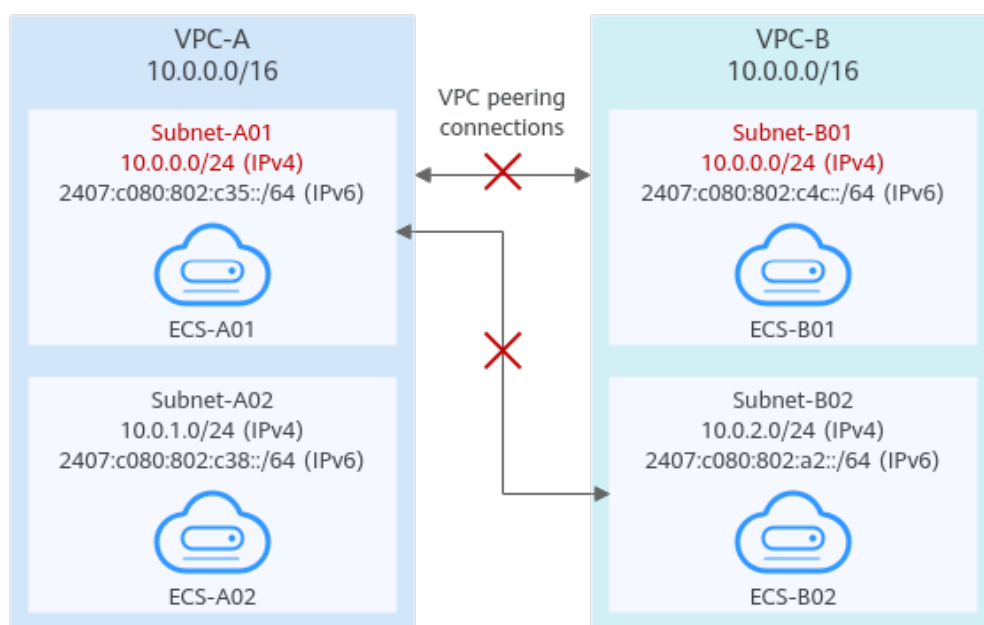 VPC-A
10.0.0.0/16
Subnet-A01
10.0.0.0/24 (IPv4)
2407:c080:802:c35::/64 (IPv6)
ECS-A01
Subnet-A02
10.0.1.0/24 (IPv4)
2407:c080:802:c38::/64 (IPv6)
ECS-A02
VPC peering
connections
VPC-B
10.0.0.0/16
Subnet-B01
10.0.0.0/24 (IPv4)
2407:c080:802:c4c::/64 (IPv6)
ECS-B01
Subnet-B02
10.0.2.0/24 (IPv4)
2407:c080:802:a2::/64 (IPv6)
ECS-B02